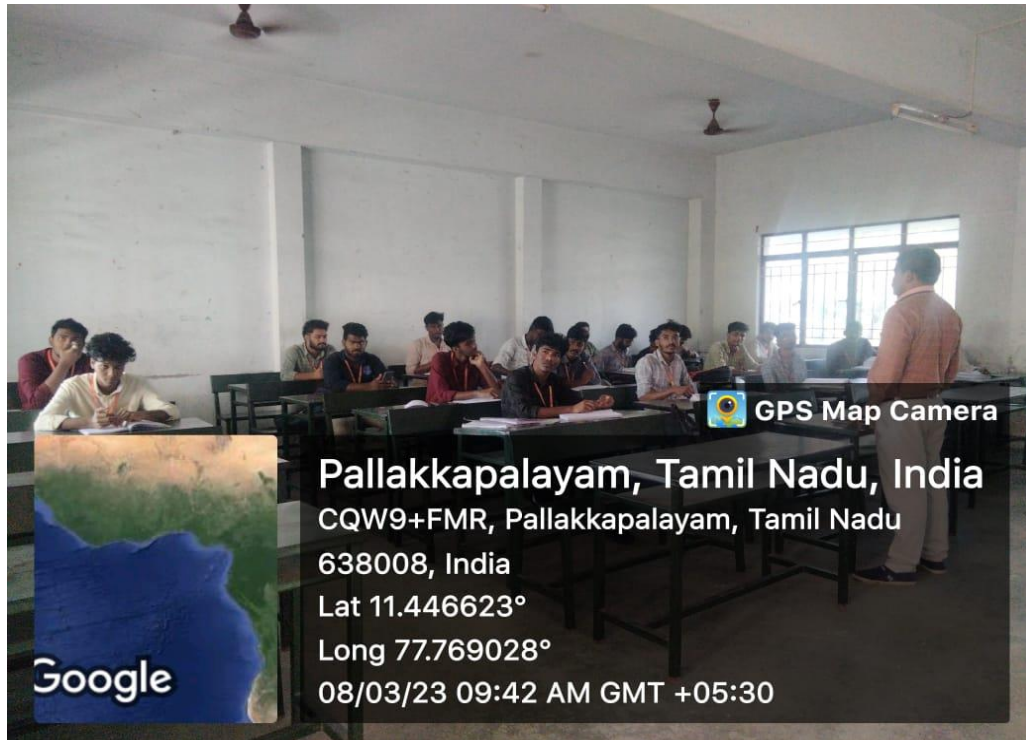 GPS Map Camera
Pallakkapalayam, Tamil Nadu, India
CQW9+FMR, Pallakkapalayam, Tamil Nadu
638008, India
Lat 11.446623°
Long 77.769028°
08/03/23 09:42 AM GMT +05:30
Google